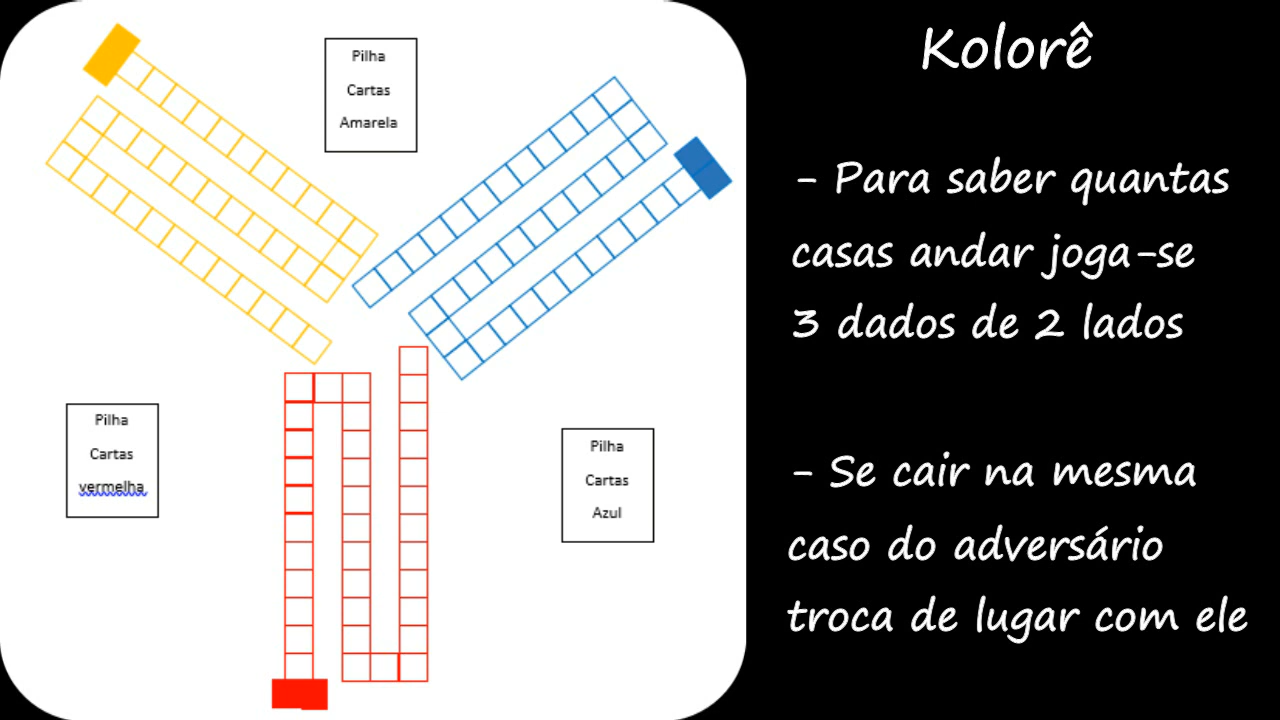 Pilha
Cartas
Amarela
Pilha
Cartas
vermelha
Pilha
Cartas
Azul
Kolorê
- Para saber quantas
casas andar joga-se
3 dados de 2 lados
- Se cair na mesma
caso do adversário
troca de lugar com ele